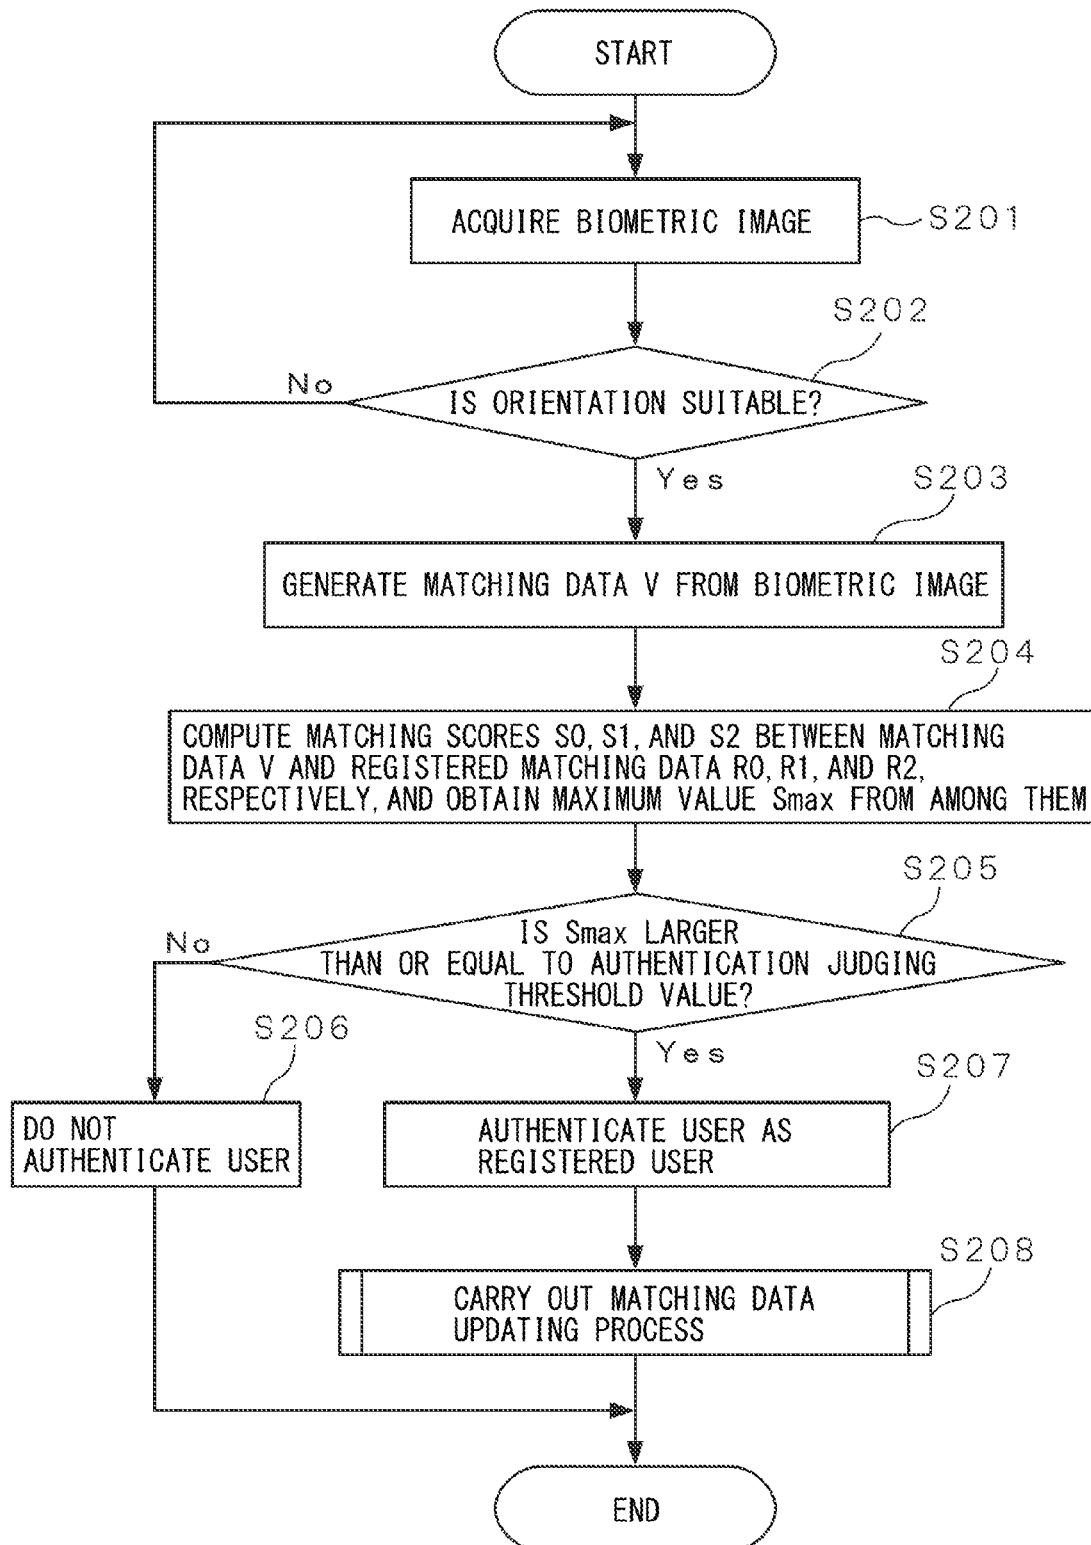 START
ACQUIRE BIOMETRIC IMAGE
S201
S202
No
IS ORIENTATION SUITABLE?
Yes
S203
GENERATE MATCHING DATA V FROM BIOMETRIC IMAGE
S204
COMPUTE MATCHING SCORES S0, S1, AND S2 BETWEEN MATCHING
DATA V AND REGISTERED MATCHING DATA R0, R1, AND R2,
RESPECTIVELY, AND OBTAIN MAXIMUM VALUE Smax FROM AMONG THEM
S205
No
IS Smax LARGER
THAN OR EQUAL TO AUTHENTICATION JUDGING
THRESHOLD VALUE?
S206
Yes
S207
DO NOT
AUTHENTICATE USER
AUTHENTICATE USER AS
REGISTERED USER
S208
CARRY OUT MATCHING DATA
UPDATING PROCESS
END